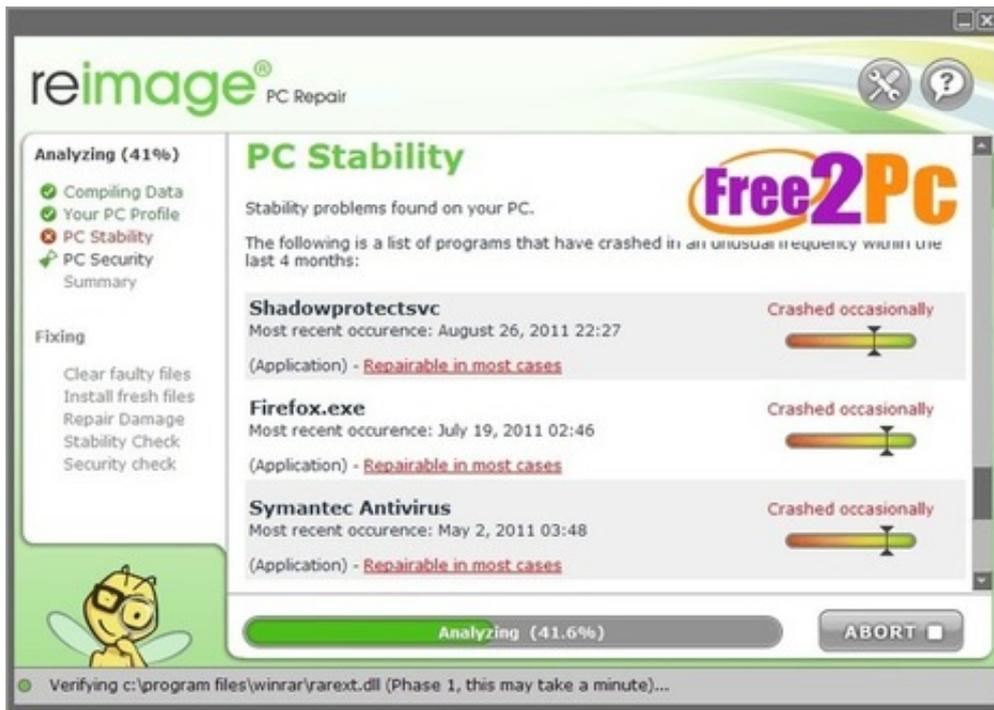 reimage® PC Repair
Analyzing (41%)
Compiling Data
Your PC Profile
PC Stability
PC Security
Summary
Fixing
Clear faulty files
Install fresh files
Repair Damage
Stability Check
Security check
PC Stability
Free2Pc
Stability problems found on your PC.
The following is a list of programs that have crashed in an unusual frequency within the
last 4 months:
Shadowprotectsvc
Crashed occasionally
Most recent occurence: August 26, 2011 22:27
(Application) - Repairable in most cases
Firefox.exe
Crashed occasionally
Most recent occurence: July 19, 2011 02:46
(Application) - Repairable in most cases
Symantec Antivirus
Crashed occasionally
Most recent occurence: May 2, 2011 03:48
(Application) - Repairable in most cases
Analyzing (41.6%)
ABORT
Verifying c:\program files\winrar\rarext.dll (Phase 1, this may take a minute)...